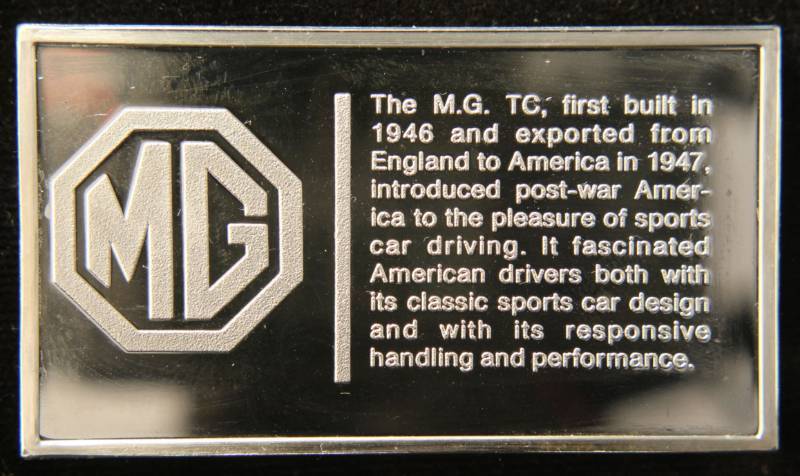 MG
The M.G. TC, first built in
1946 and exported from
England to America in 1947,
introduced post-war Amer-
ica to the pleasure of sports
car driving. It fascinated
American drivers both with
its classic sports car design
and with its responsive
handling and performance.